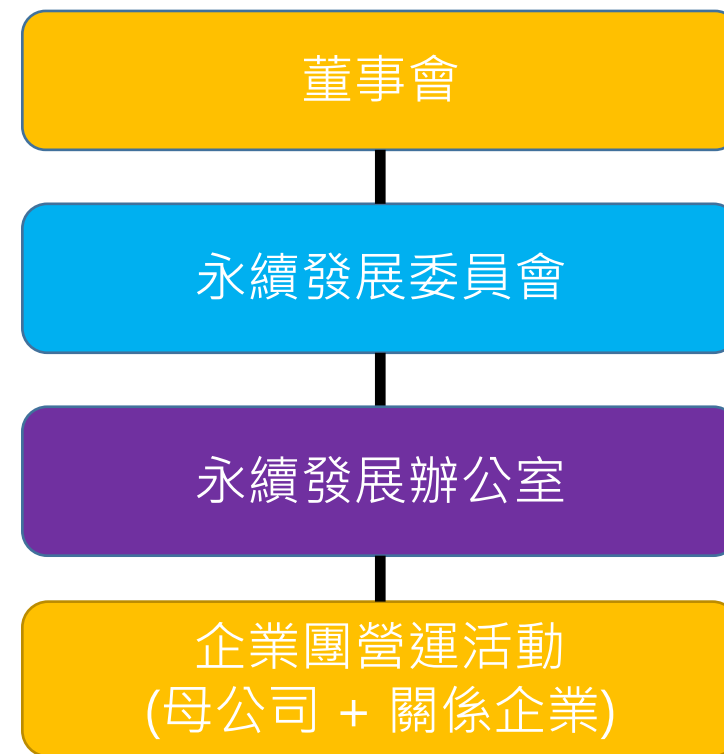 董事會
永續發展委員會
永續發展辦公室
企業團營運活動
(母公司 + 關係企業)